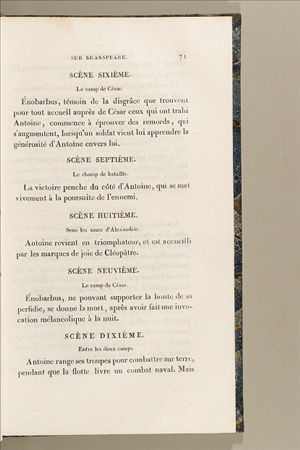 SUR SHAKSPEARE. 71
SCÈNE SIXIÈME.
Le camp de César.
Énobarbus, témoin de la disgrâce que trouvent
pour tout accueil auprès de César ceux qui ont trahi
Antoine, commence à éprouver des remords, qui
s'augmentent, lorsqu'un soldat vient lui apprendre la
générosité d'Antoine envers lui.
SCÈNE SEPTIÈME.
Le champ de bataille.
La victoire penche du côté d'Antoine, qui se met
vivement à la poursuite de l'ennemi.
SCÈNE HUITIÈME.
Sous les murs d'Alexandrie.
Antoine revient en triomphateur, et est accueilli
par les marques de joie de Cléopâtre.
SCÈNE NEUVIÈME.
Le camp de César.
Énobarbus, ne pouvant supporter la honte de sa
perfidie, se donne la mort, après avoir fait une invo-
cation mélancolique à la nuit.
SCÈNE DIXIÈME.
Entre les deux camps.
Antoine range ses troupes pour combattre sur terre,
pendant que la flotte livre un combat naval. Mais